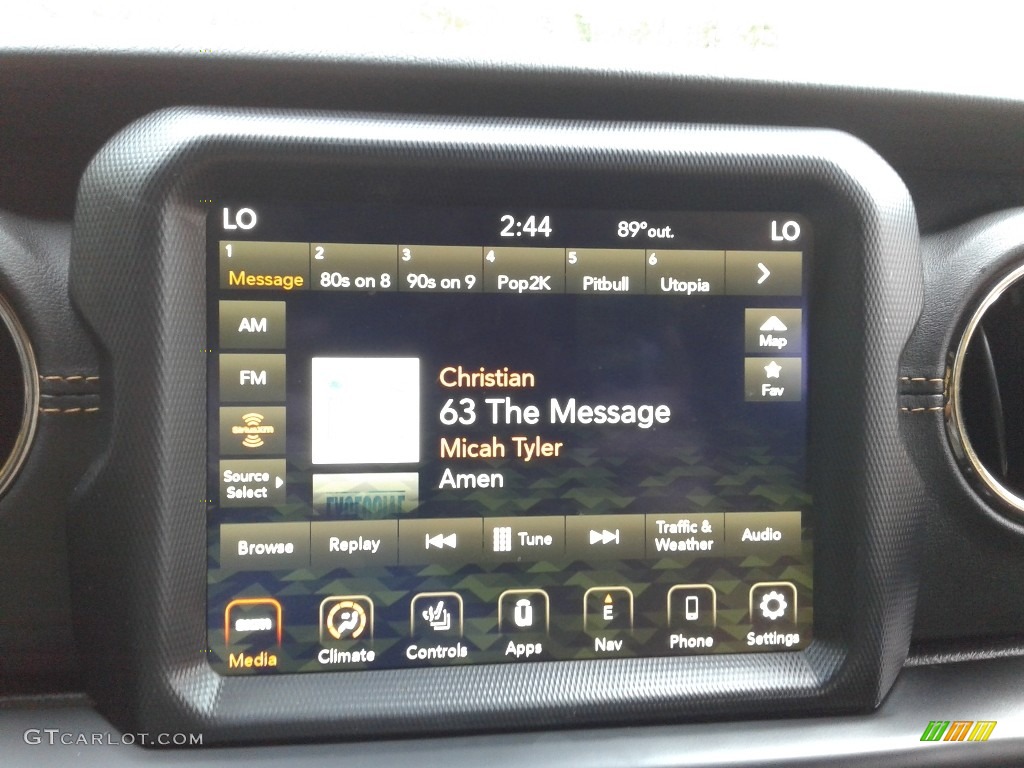 LO 2:44 89° out. LO
1 2 3 4 5 6
Message 80s on 8 90s on 9 Pop2K Pitbull Utopia
AM
Map
FM
Fav
Christian
63 The Message
Micah Tyler
Amen
SiriusXM
Source
Select
Browse Replay Tune Traffic &
Weather Audio
Media Climate Controls Apps E Nav Phone Settings
GTCARLOT.COM